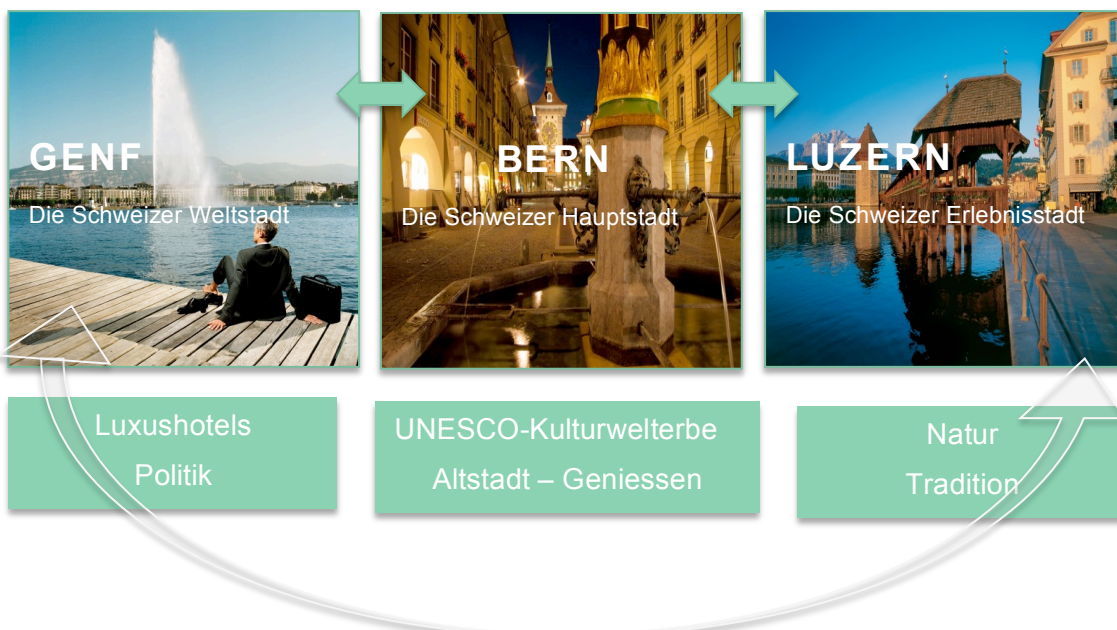 GENF
Die Schweizer Weltstadt
BERN
Die Schweizer Hauptstadt
LUZERN
Die Schweizer Erlebnisstadt
Luxushotels
Politik
UNESCO-Kulturwelterbe
Altstadt – Geniessen
Natur
Tradition